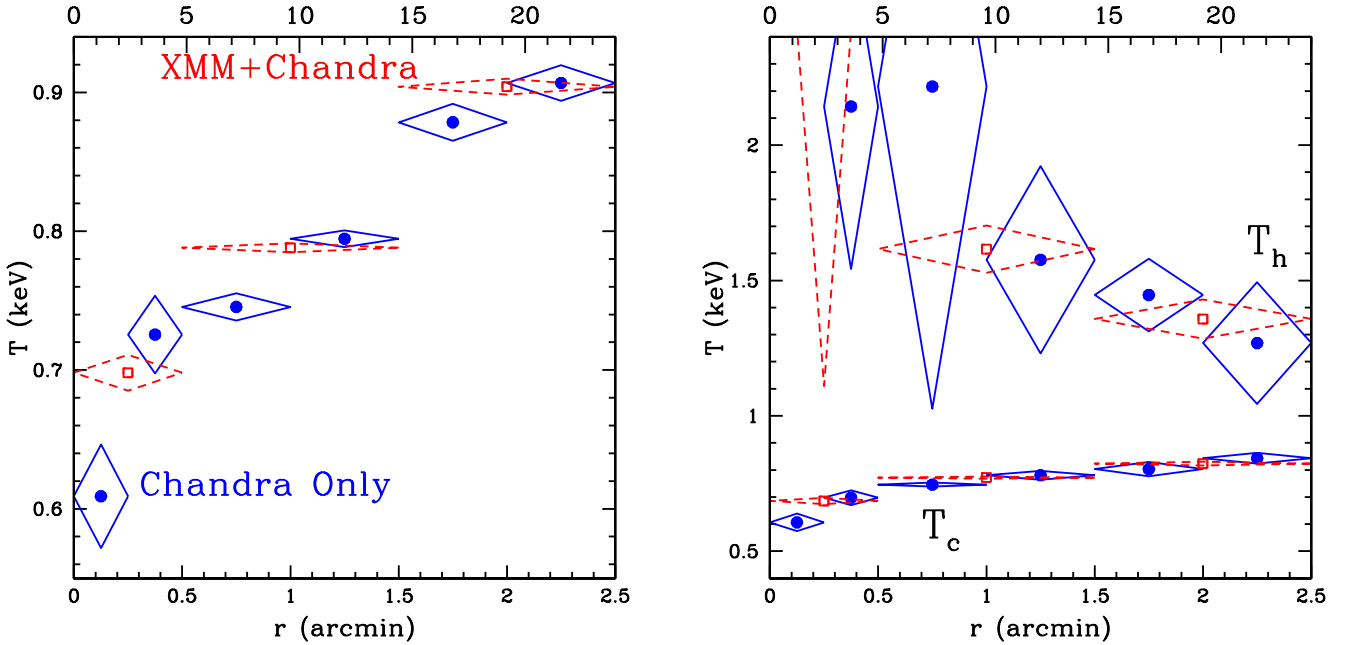 0 5 10 15 20
XMM+Chandra
0.9
0.8
0.7
0.6
T (keV)
Chandra Only
0 0.5 1 1.5 2 2.5
r (arcmin)
0 5 10 15 20
2
1.5
1
0.5
T (keV)
T_h
T_c
0 0.5 1 1.5 2 2.5
r (arcmin)